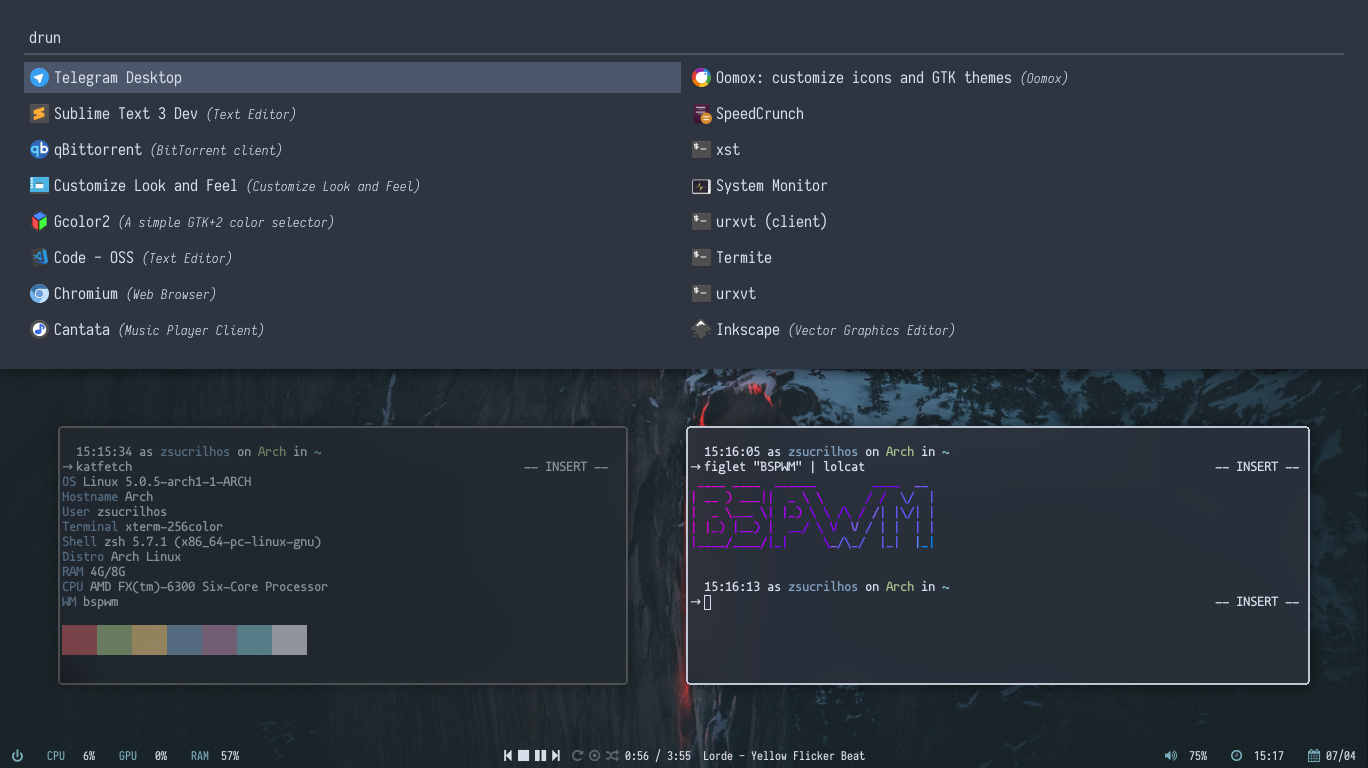 drun
Telegram Desktop
Sublime Text 3 Dev (Text Editor)
qBittorrent (BitTorrent client)
Customize Look and Feel (Customize Look and Feel)
Gcolor2 (A simple GTK+2 color selector)
Code - OSS (Text Editor)
Chromium (Web Browser)
Cantata (Music Player Client)
Oomox: customize icons and GTK themes (Oomox)
SpeedCrunch
xst
System Monitor
urxvt (client)
Termite
urxvt
Inkscape (Vector Graphics Editor)
15:15:34 as zsucrilhos on Arch in ~
→ katfetch -- INSERT --
OS Linux 5.0.5-arch1-1-ARCH
Hostname Arch
User zsucrilhos
Terminal xterm-256color
Shell zsh 5.7.1 (x86_64-pc-linux-gnu)
Distro Arch Linux
RAM 4G/8G
CPU AMD FX(tm)-6300 Six-Core Processor
WM bspwm
15:16:05 as zsucrilhos on Arch in ~
→ figlet "BSPWM" | lolcat -- INSERT --
BSPWM
15:16:13 as zsucrilhos on Arch in ~
→ -- INSERT --
CPU 6% GPU 0% RAM 57% 0:56 / 3:55 Lorde - Yellow Flicker Beat 75% 15:17 07/04